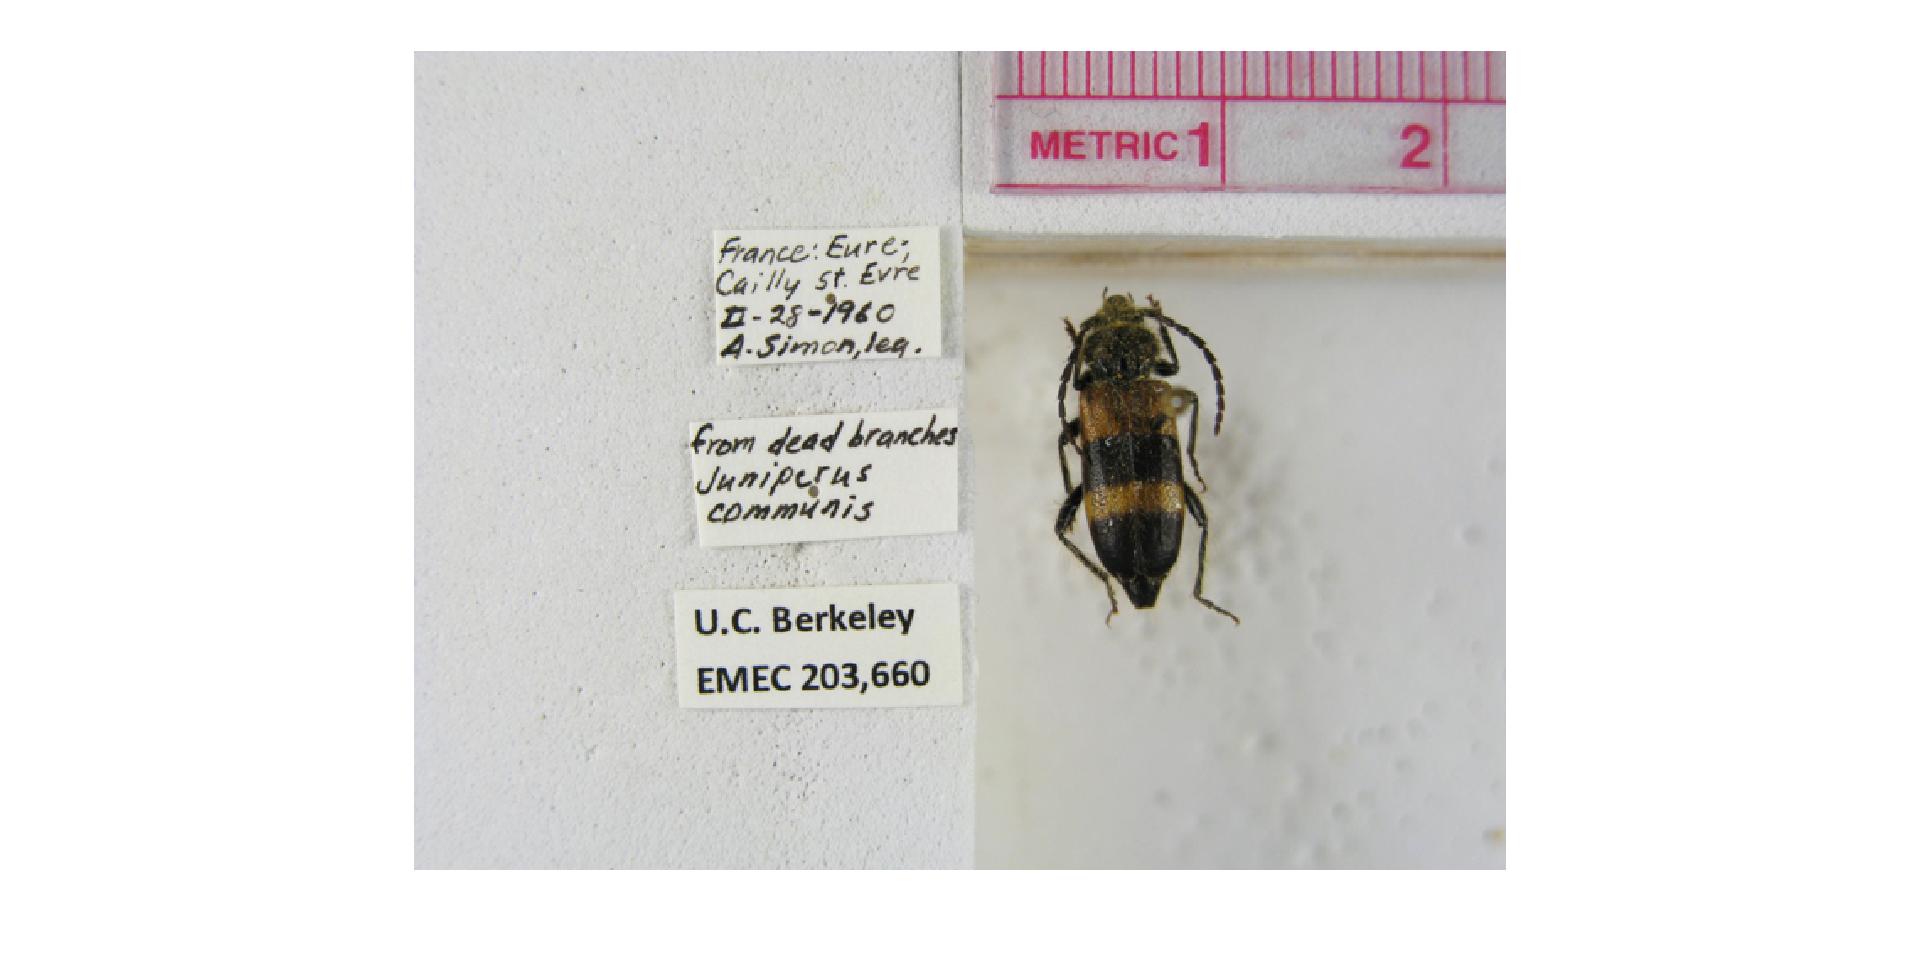 METRIC 1 2
France: Eure;
Cailly st. Evre
II-28-1960
A. Simon, leg.
from dead branches
Juniperus
communis
U.C. Berkeley
EMEC 203,660